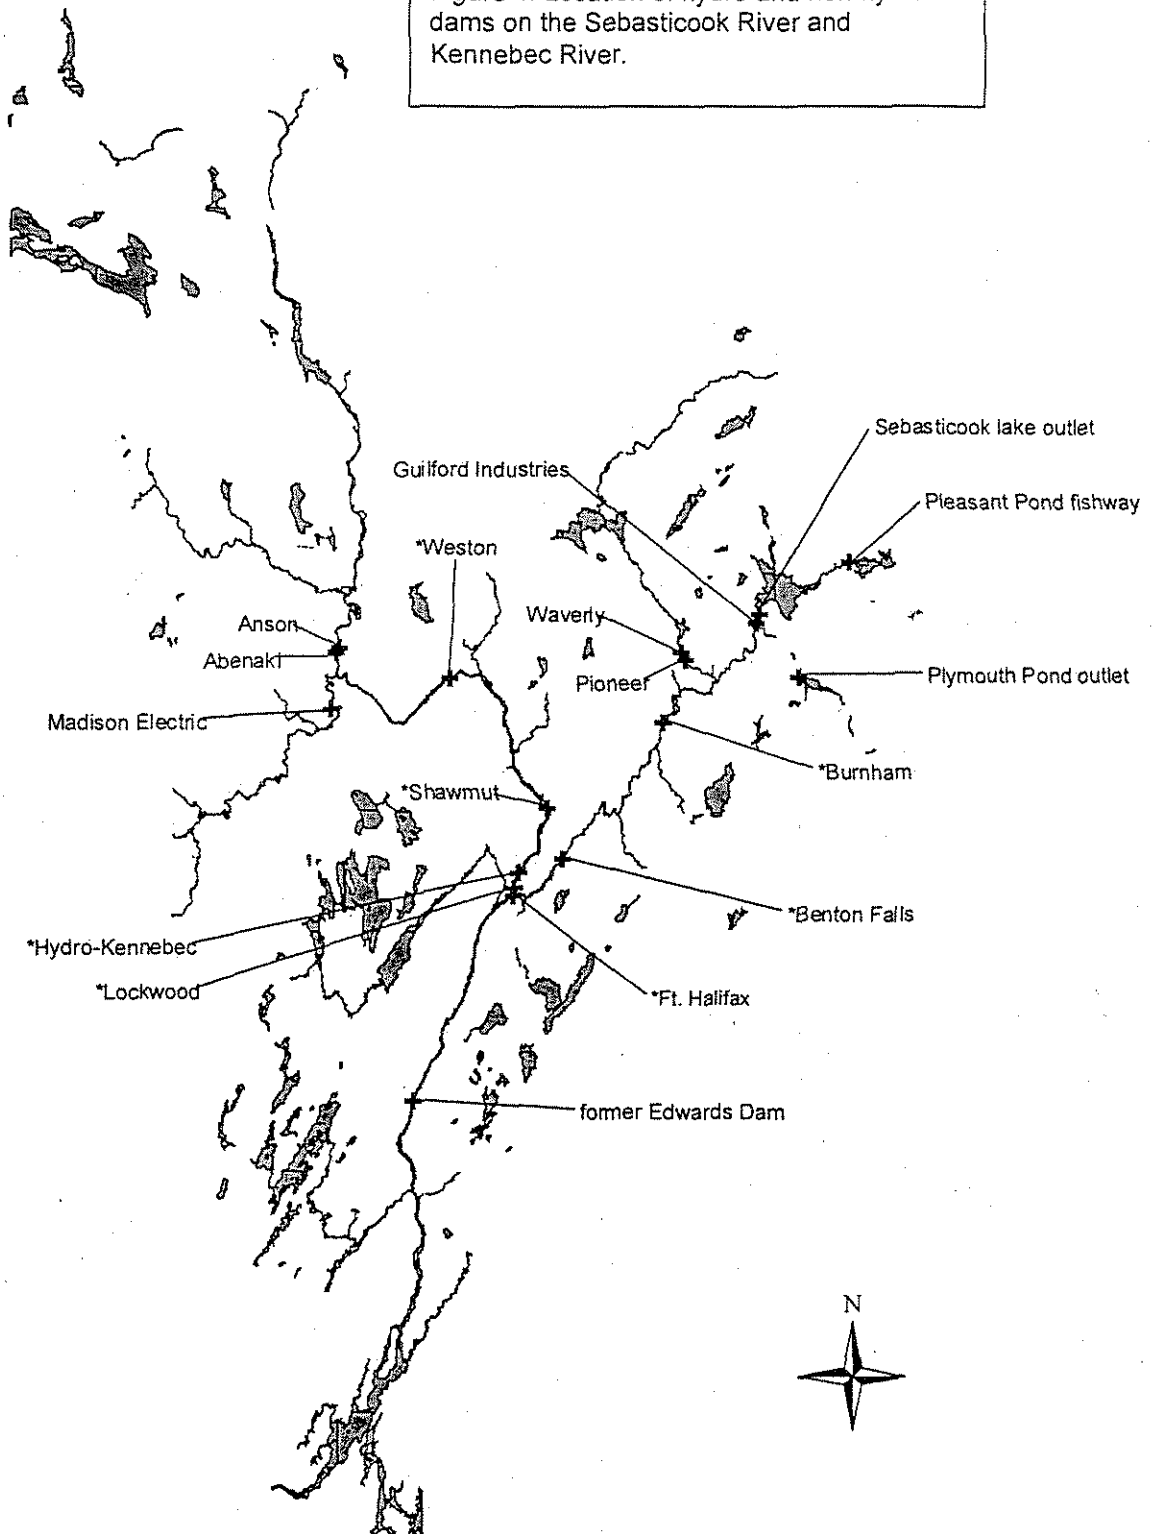 dams on the Sebasticook River and
Kennebec River.
Sebasticook lake outlet
Guilford Industries
Pleasant Pond fishway
*Weston
Waverly
Anson
Abenaki
Pioneer
Plymouth Pond outlet
Madison Electric
*Burnham
*Shawmut
*Benton Falls
*Hydro-Kennebec
*Lockwood
*Ft. Halifax
former Edwards Dam
N